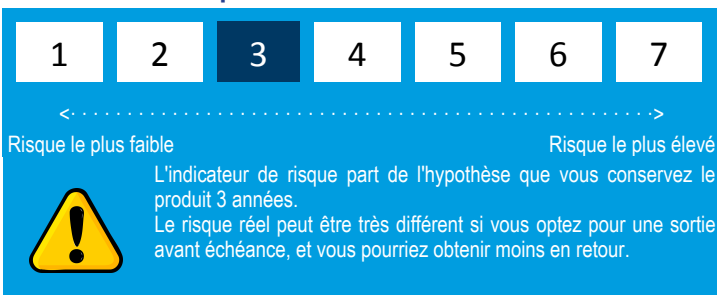 1 2 3 4 5 6 7
<· · · · · · · · · · · · · · · · · · · · · · · · · · · · · · · · · · · · · · · · · · · · · · · · · · · ·>
Risque le plus faible Risque le plus élevé
L'indicateur de risque part de l'hypothèse que vous conservez le
produit 3 années.
Le risque réel peut être très différent si vous optez pour une sortie
avant échéance, et vous pourriez obtenir moins en retour.